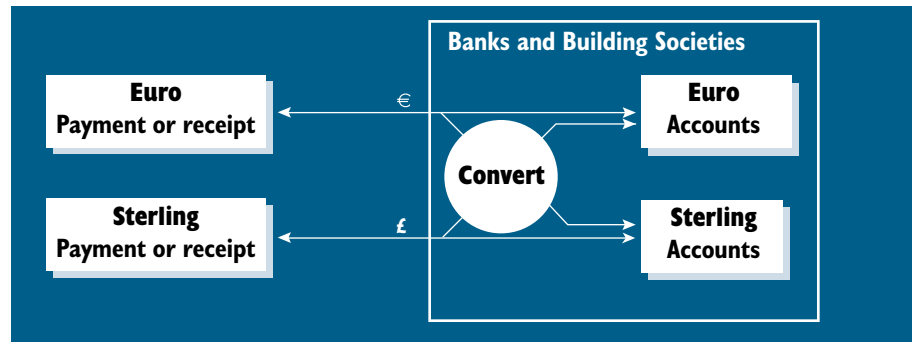 Banks and Building Societies
Euro
Payment or receipt
€
Euro
Accounts
Convert
Sterling
Payment or receipt
£
Sterling
Accounts